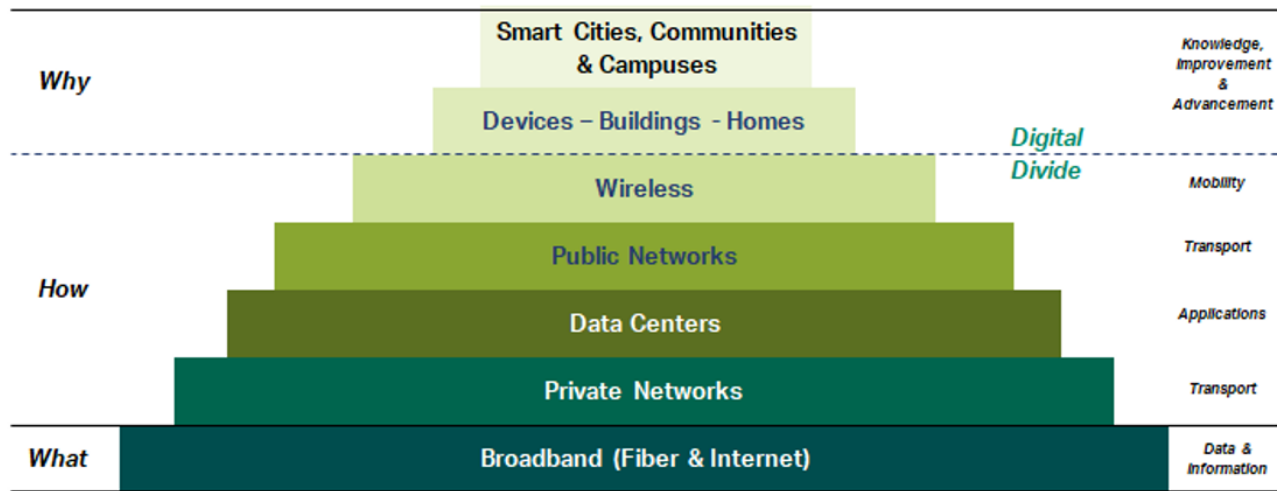 Smart Cities, Communities
& Campuses
Knowledge,
Improvement
&
Advancement
Why
Devices – Buildings - Homes
Digital
Divide
Wireless
Mobility
Public Networks
Transport
How
Data Centers
Applications
Private Networks
Transport
What
Broadband (Fiber & Internet)
Data &
Information